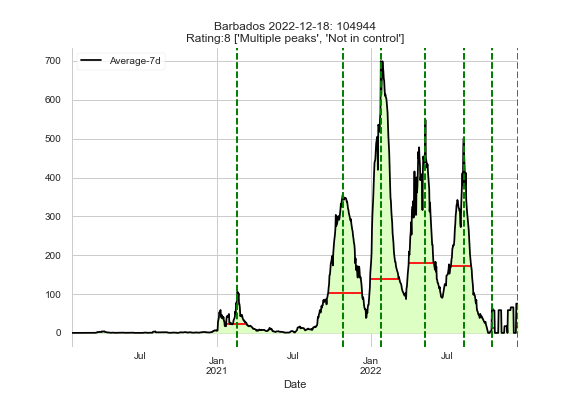 Barbados 2022-12-18: 104944
Rating:8 ['Multiple peaks', 'Not in control']
Average-7d
700
600
500
400
300
200
100
0
Jul
Jan
2021
Jul
Jan
2022
Jul
Date